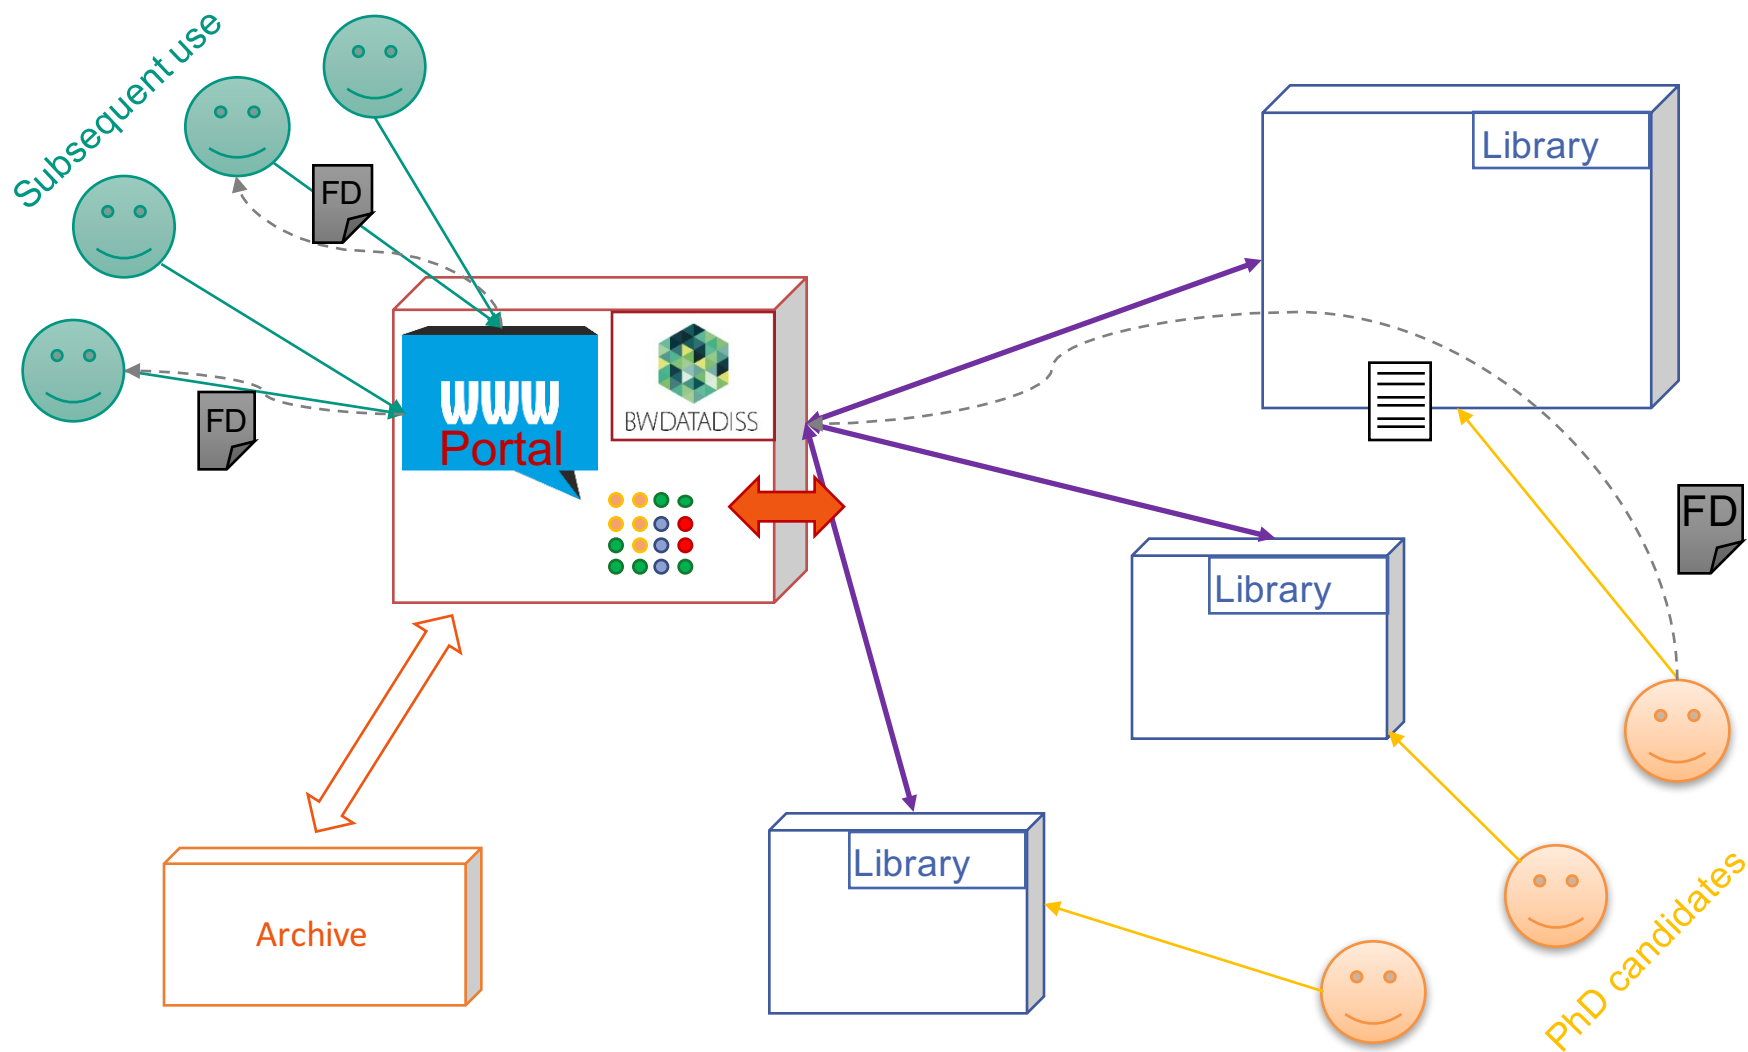 Subsequent use
FD
Library
www
Portal
BWDATADISS
FD
FD
Library
Library
Archive
PhD candidates